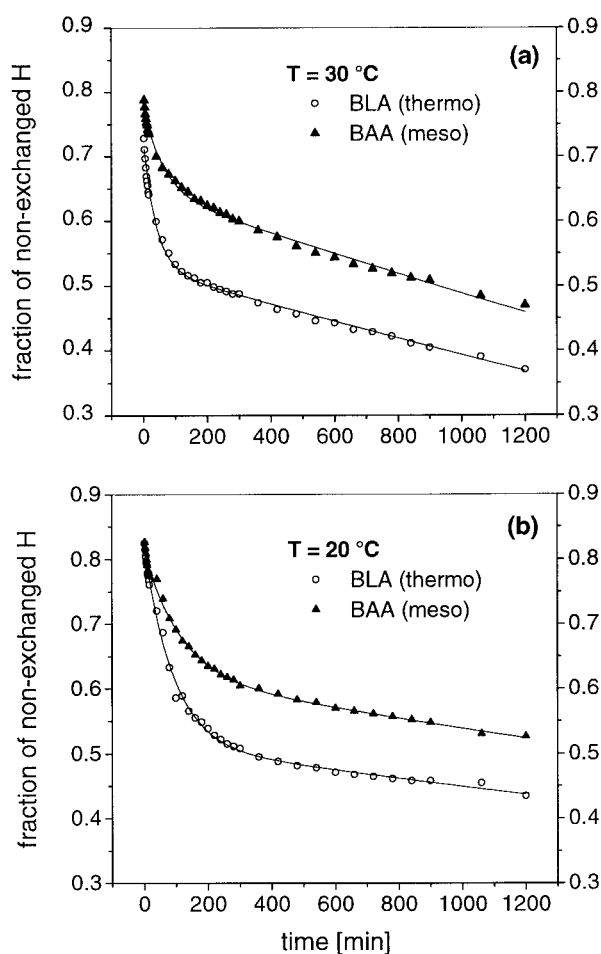 (a)
T = 30 °C
BLA (thermo)
BAA (meso)
fraction of non-exchanged H
0.9 0.9
0.8 0.8
0.7 0.7
0.6 0.6
0.5 0.5
0.4 0.4
0.3 0.3
0 200 400 600 800 1000 1200
(b)
T = 20 °C
BLA (thermo)
BAA (meso)
fraction of non-exchanged H
0.9 0.9
0.8 0.8
0.7 0.7
0.6 0.6
0.5 0.5
0.4 0.4
0.3 0.3
0 200 400 600 800 1000 1200
time [min]